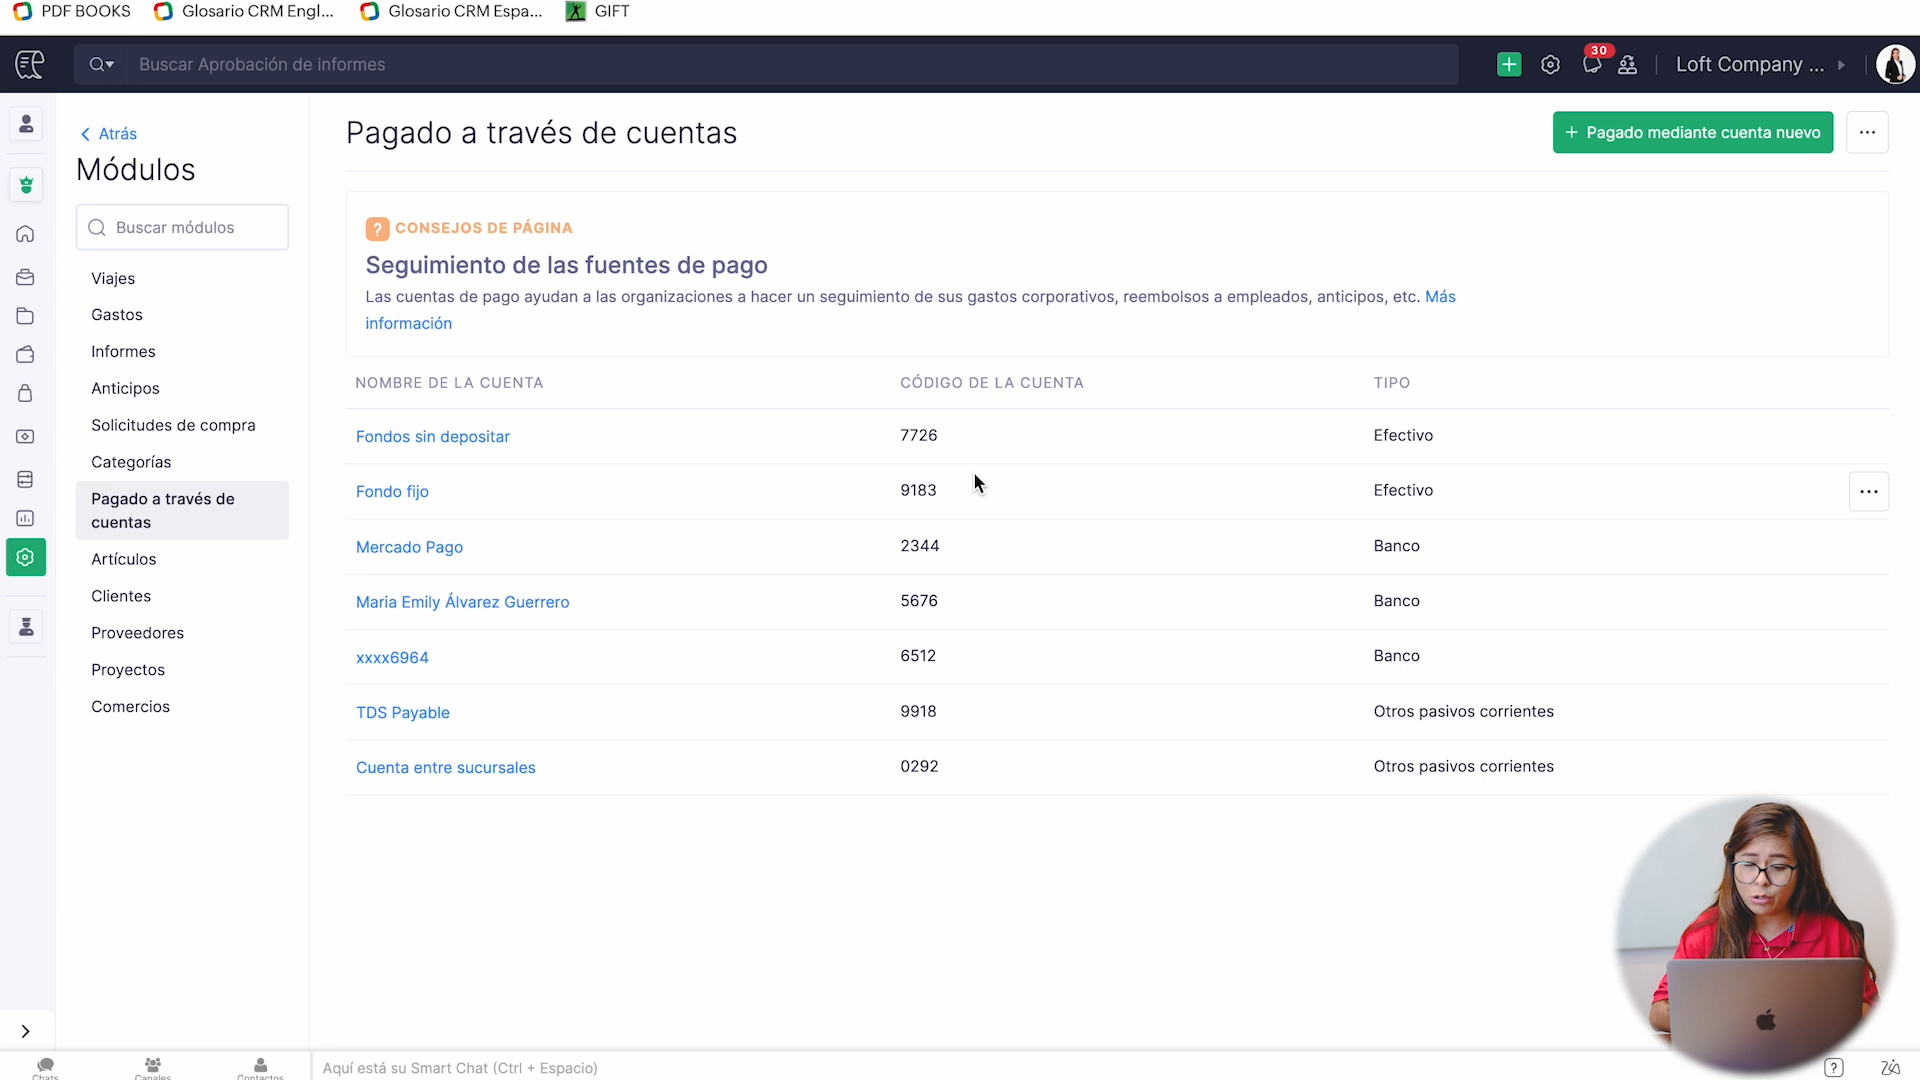 PDF BOOKS
Glosario CRM Engl...
Glosario CRM Espa...
GIFT
Buscar Aprobación de informes
30
Loft Company ...
Atrás
Módulos
Buscar módulos
Viajes
Gastos
Informes
Anticipos
Solicitudes de compra
Categorías
Pagado a través de
cuentas
Artículos
Clientes
Proveedores
Proyectos
Comercios
Pagado a través de cuentas
+ Pagado mediante cuenta nuevo
? CONSEJOS DE PÁGINA
Seguimiento de las fuentes de pago
Las cuentas de pago ayudan a las organizaciones a hacer un seguimiento de sus gastos corporativos, reembolsos a empleados, anticipos, etc. Más
información
NOMBRE DE LA CUENTA CÓDIGO DE LA CUENTA TIPO
Fondos sin depositar 7726 Efectivo
Fondo fijo 9183 Efectivo
Mercado Pago 2344 Banco
Maria Emily Álvarez Guerrero 5676 Banco
xxxx6964 6512 Banco
TDS Payable 9918 Otros pasivos corrientes
Cuenta entre sucursales 0292 Otros pasivos corrientes
Chats
Canales
Contactos
Aquí está su Smart Chat (Ctrl + Espacio)